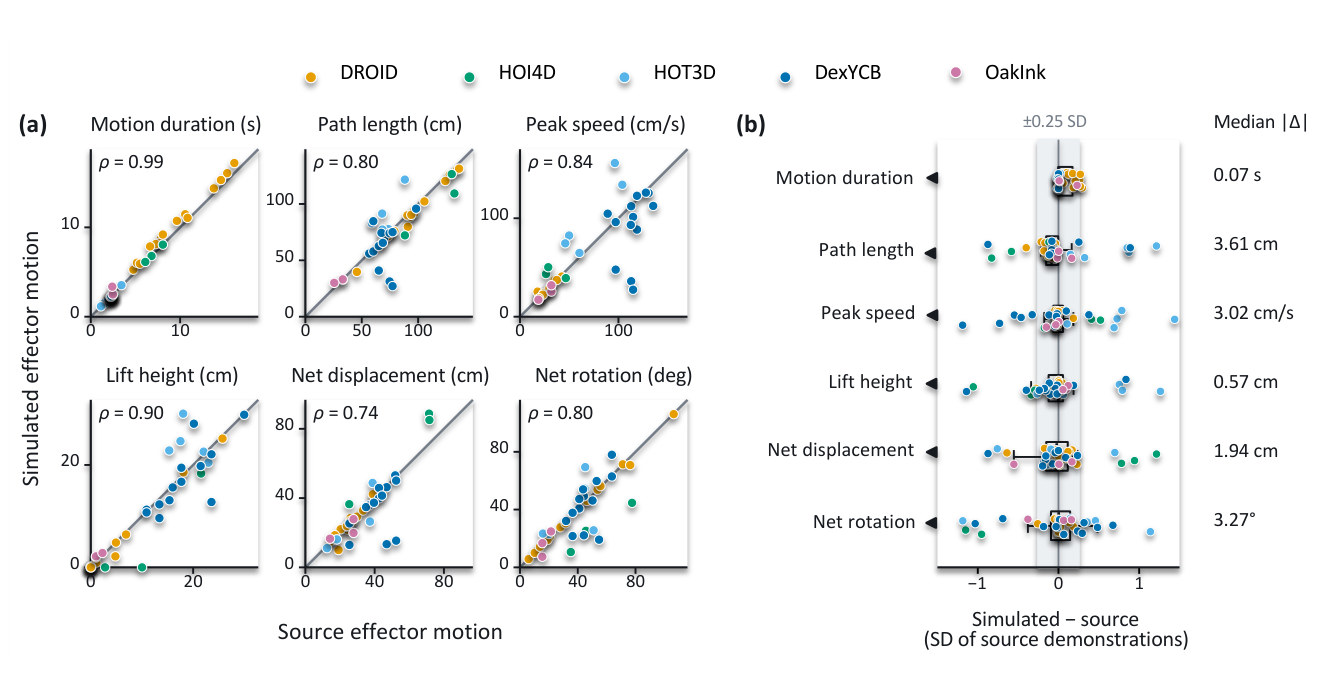 DROID HOI4D HOT3D DexYCB OakInk
(a)
Motion duration (s) Path length (cm) Peak speed (cm/s)
ρ = 0.99 ρ = 0.80 ρ = 0.84
10 100 100
50
0 0 0
0 10 0 50 100 0 100
Lift height (cm) Net displacement (cm) Net rotation (deg)
ρ = 0.90 ρ = 0.74 ρ = 0.80
20 80 80
40 40
0 0 0
0 20 0 40 80 0 40 80
Simulated effector motion
Source effector motion
(b)
±0.25 SD Median |Δ|
Motion duration 0.07 s
Path length 3.61 cm
Peak speed 3.02 cm/s
Lift height 0.57 cm
Net displacement 1.94 cm
Net rotation 3.27°
−1 0 1
Simulated − source
(SD of source demonstrations)